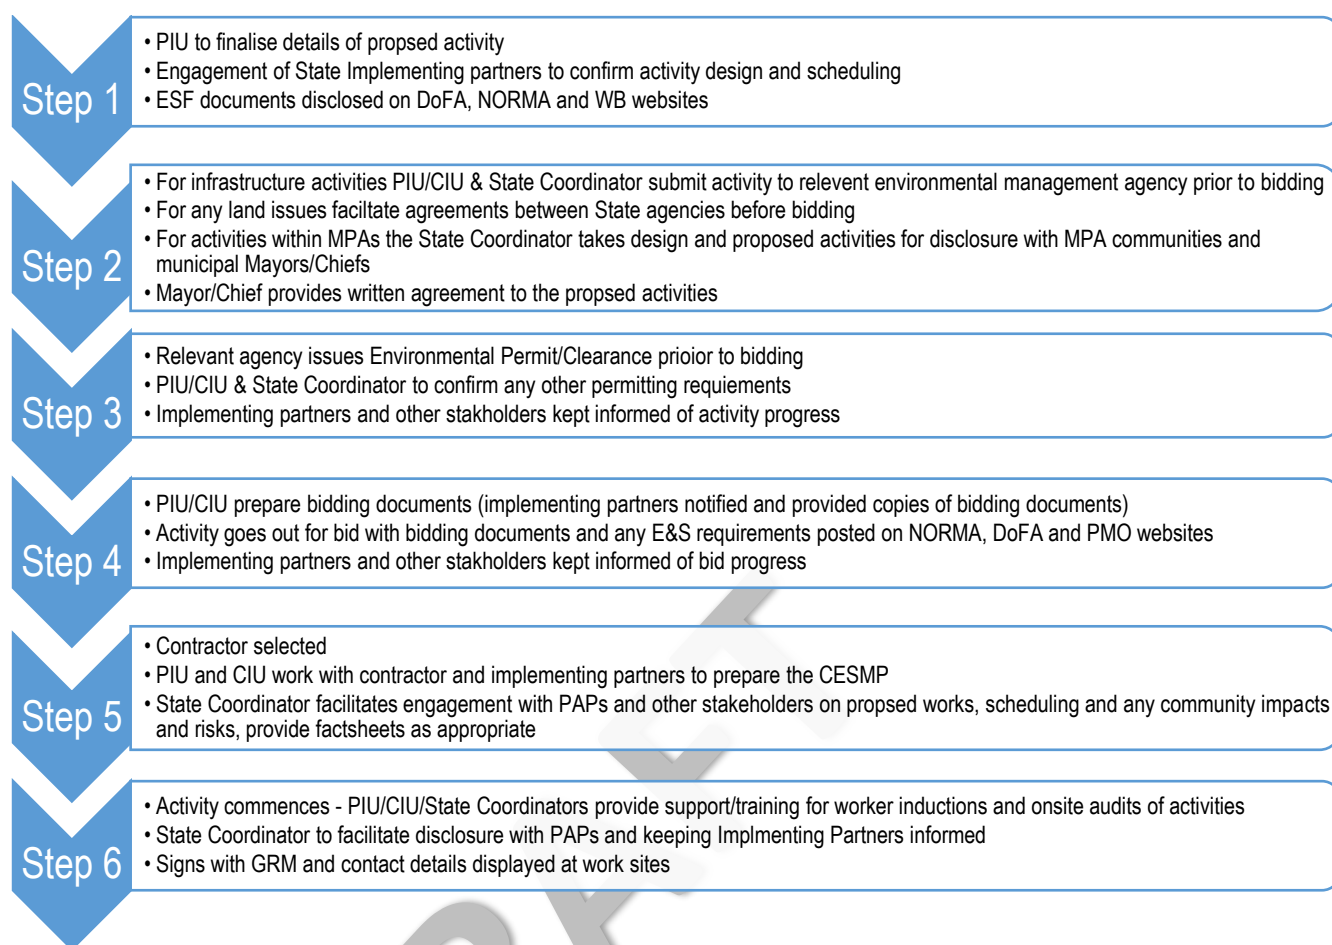 Step 1
• PIU to finalise details of propsed activity
• Engagement of State Implementing partners to confirm activity design and scheduling
• ESF documents disclosed on DoFA, NORMA and WB websites
Step 2
• For infrastructure activities PIU/CIU & State Coordinator submit activity to relevent environmental management agency prior to bidding
• For any land issues faciltate agreements between State agencies before bidding
• For activities within MPAs the State Coordinator takes design and proposed activities for disclosure with MPA communities and
municipal Mayors/Chiefs
• Mayor/Chief provides written agreement to the propsed activities
Step 3
• Relevant agency issues Environmental Permit/Clearance prioior to bidding
• PIU/CIU & State Coordinator to confirm any other permitting requiements
• Implementing partners and other stakholders kept informed of activity progress
Step 4
• PIU/CIU prepare bidding documents (implementing partners notified and provided copies of bidding documents)
• Activity goes out for bid with bidding documents and any E&S requirements posted on NORMA, DoFA and PMO websites
• Implementing partners and other stakholders kept informed of bid progress
Step 5
• Contractor selected
• PIU and CIU work with contractor and implementing partners to prepare the CESMP
• State Coordinator facilitates engagement with PAPs and other stakeholders on propsed works, scheduling and any community impacts
and risks, provide factsheets as appropriate
Step 6
• Activity commences - PIU/CIU/State Coordinators provide support/training for worker inductions and onsite audits of activities
• State Coordinator to facilitate disclosure with PAPs and keeping Implmenting Partners informed
• Signs with GRM and contact details displayed at work sites